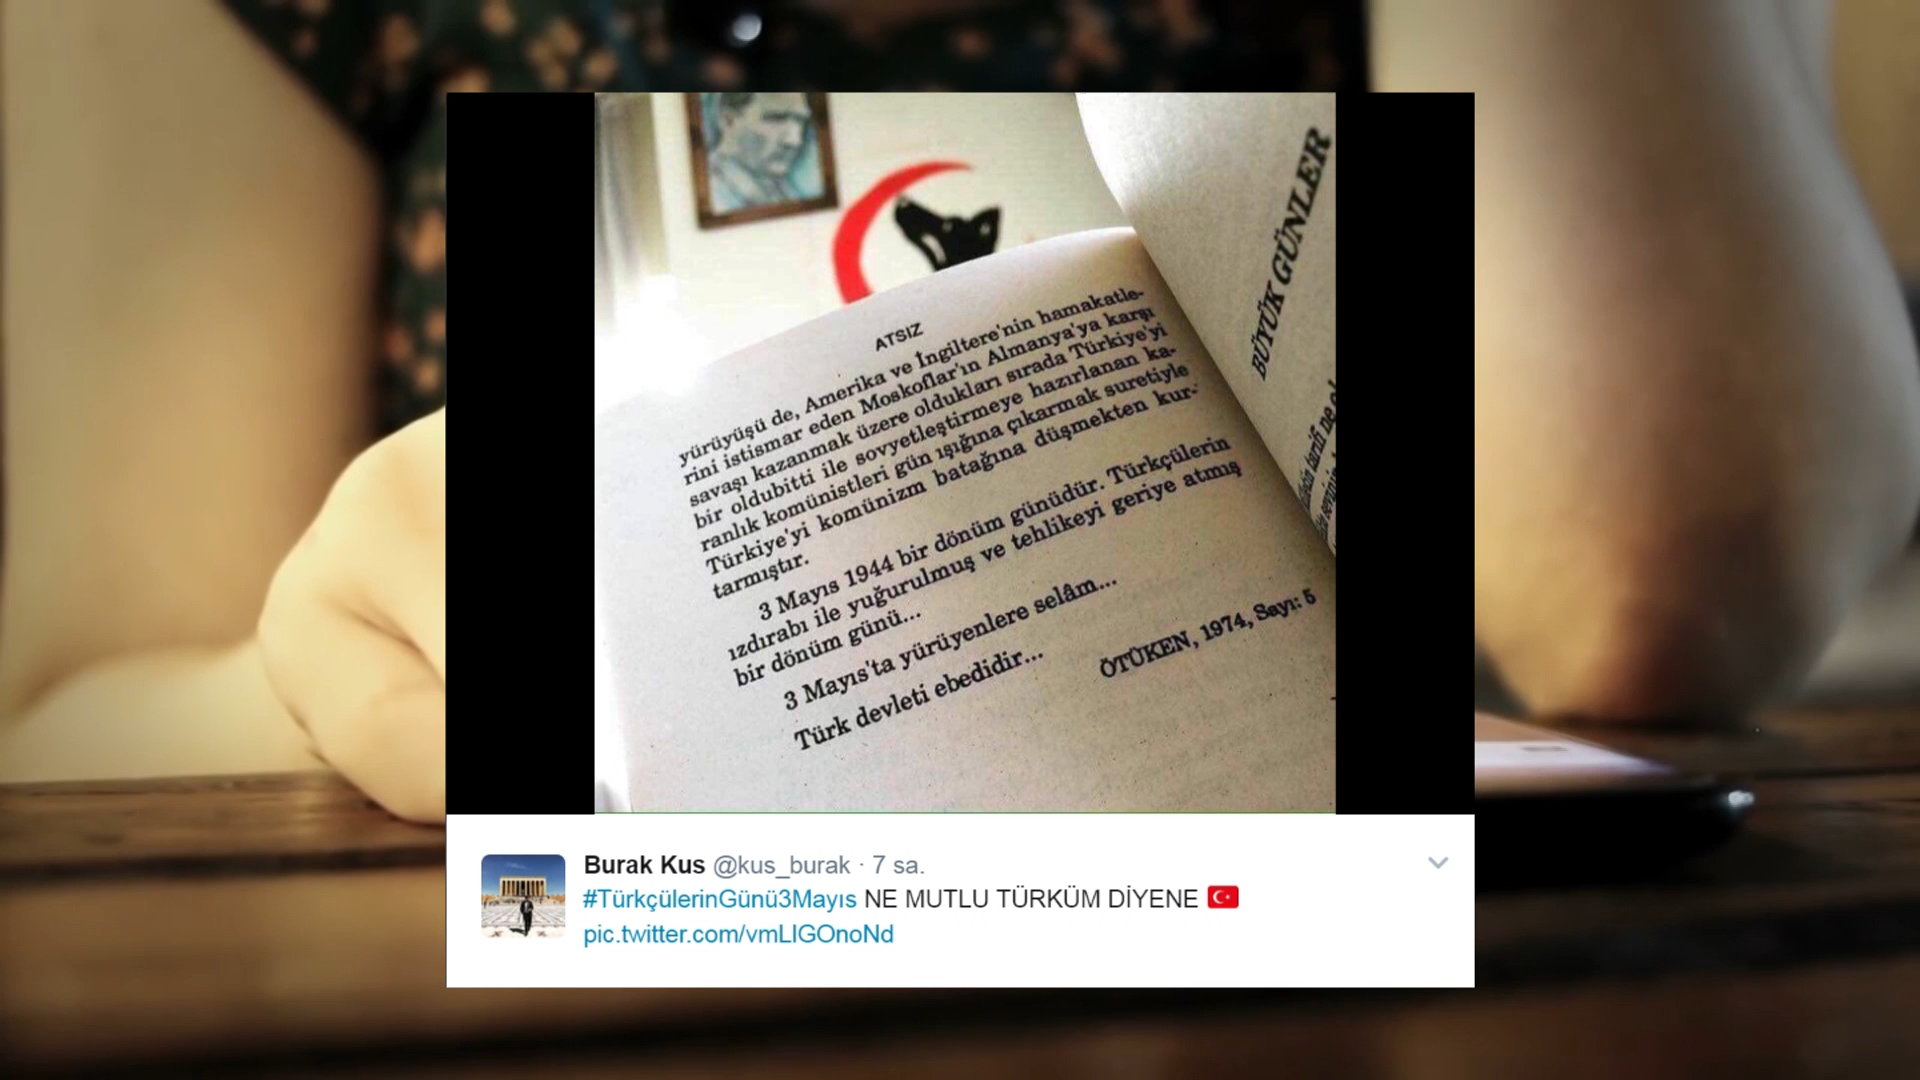 ATSIZ
yürüyüşü de, Amerika ve İngiltere'nin hamakatle-
rini istismar eden Moskoflar'ın Almanya'ya karşı
savaşı kazanmak üzere oldukları sırada Türkiye'yi
bir oldubitti ile sovyetleştirmeye hazırlanan ka-
ranlık komünistleri gün ışığına çıkarmak suretiyle
Türkiye'yi komünizm batağına düşmekten kur-
tarmıştır.
3 Mayıs 1944 bir dönüm günüdür. Türkçülerin
ızdırabı ile yuğurulmuş ve tehlikeyi geriye atmış
bir dönüm günü...
3 Mayıs'ta yürüyenlere selâm...
Türk devleti ebedidir...
ÖTÜKEN, 1974, Sayı: 5
BÜYÜK GÜNLER
Burak Kus @kus_burak · 7 sa.
#TürkçülerinGünü3Mayıs NE MUTLU TÜRKÜM DİYENE
pic.twitter.com/vmLIGOnoNd